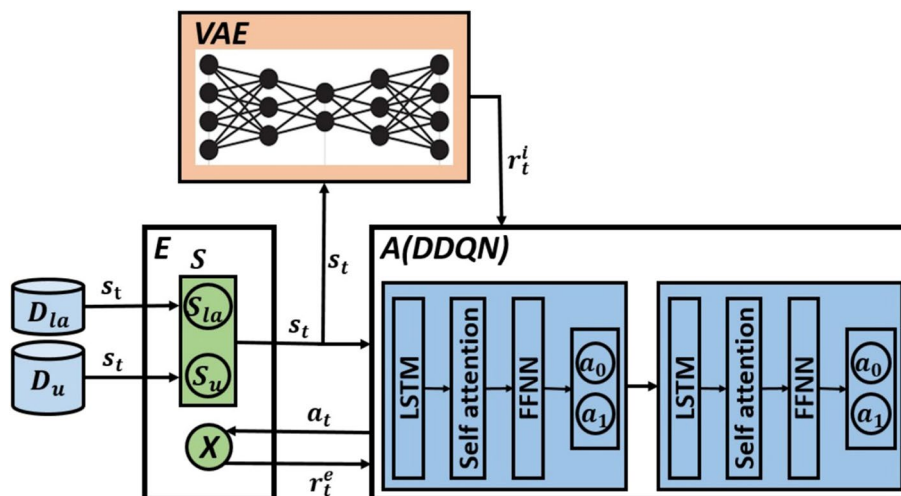 VAE
r_t^i
E
S
A(DDQN)
s_t
D_la
s_t
S_la
s_t
D_u
s_t
S_u
a_t
X
r_t^e
LSTM
Self attention
FFNN
a_0
a_1
LSTM
Self attention
FFNN
a_0
a_1